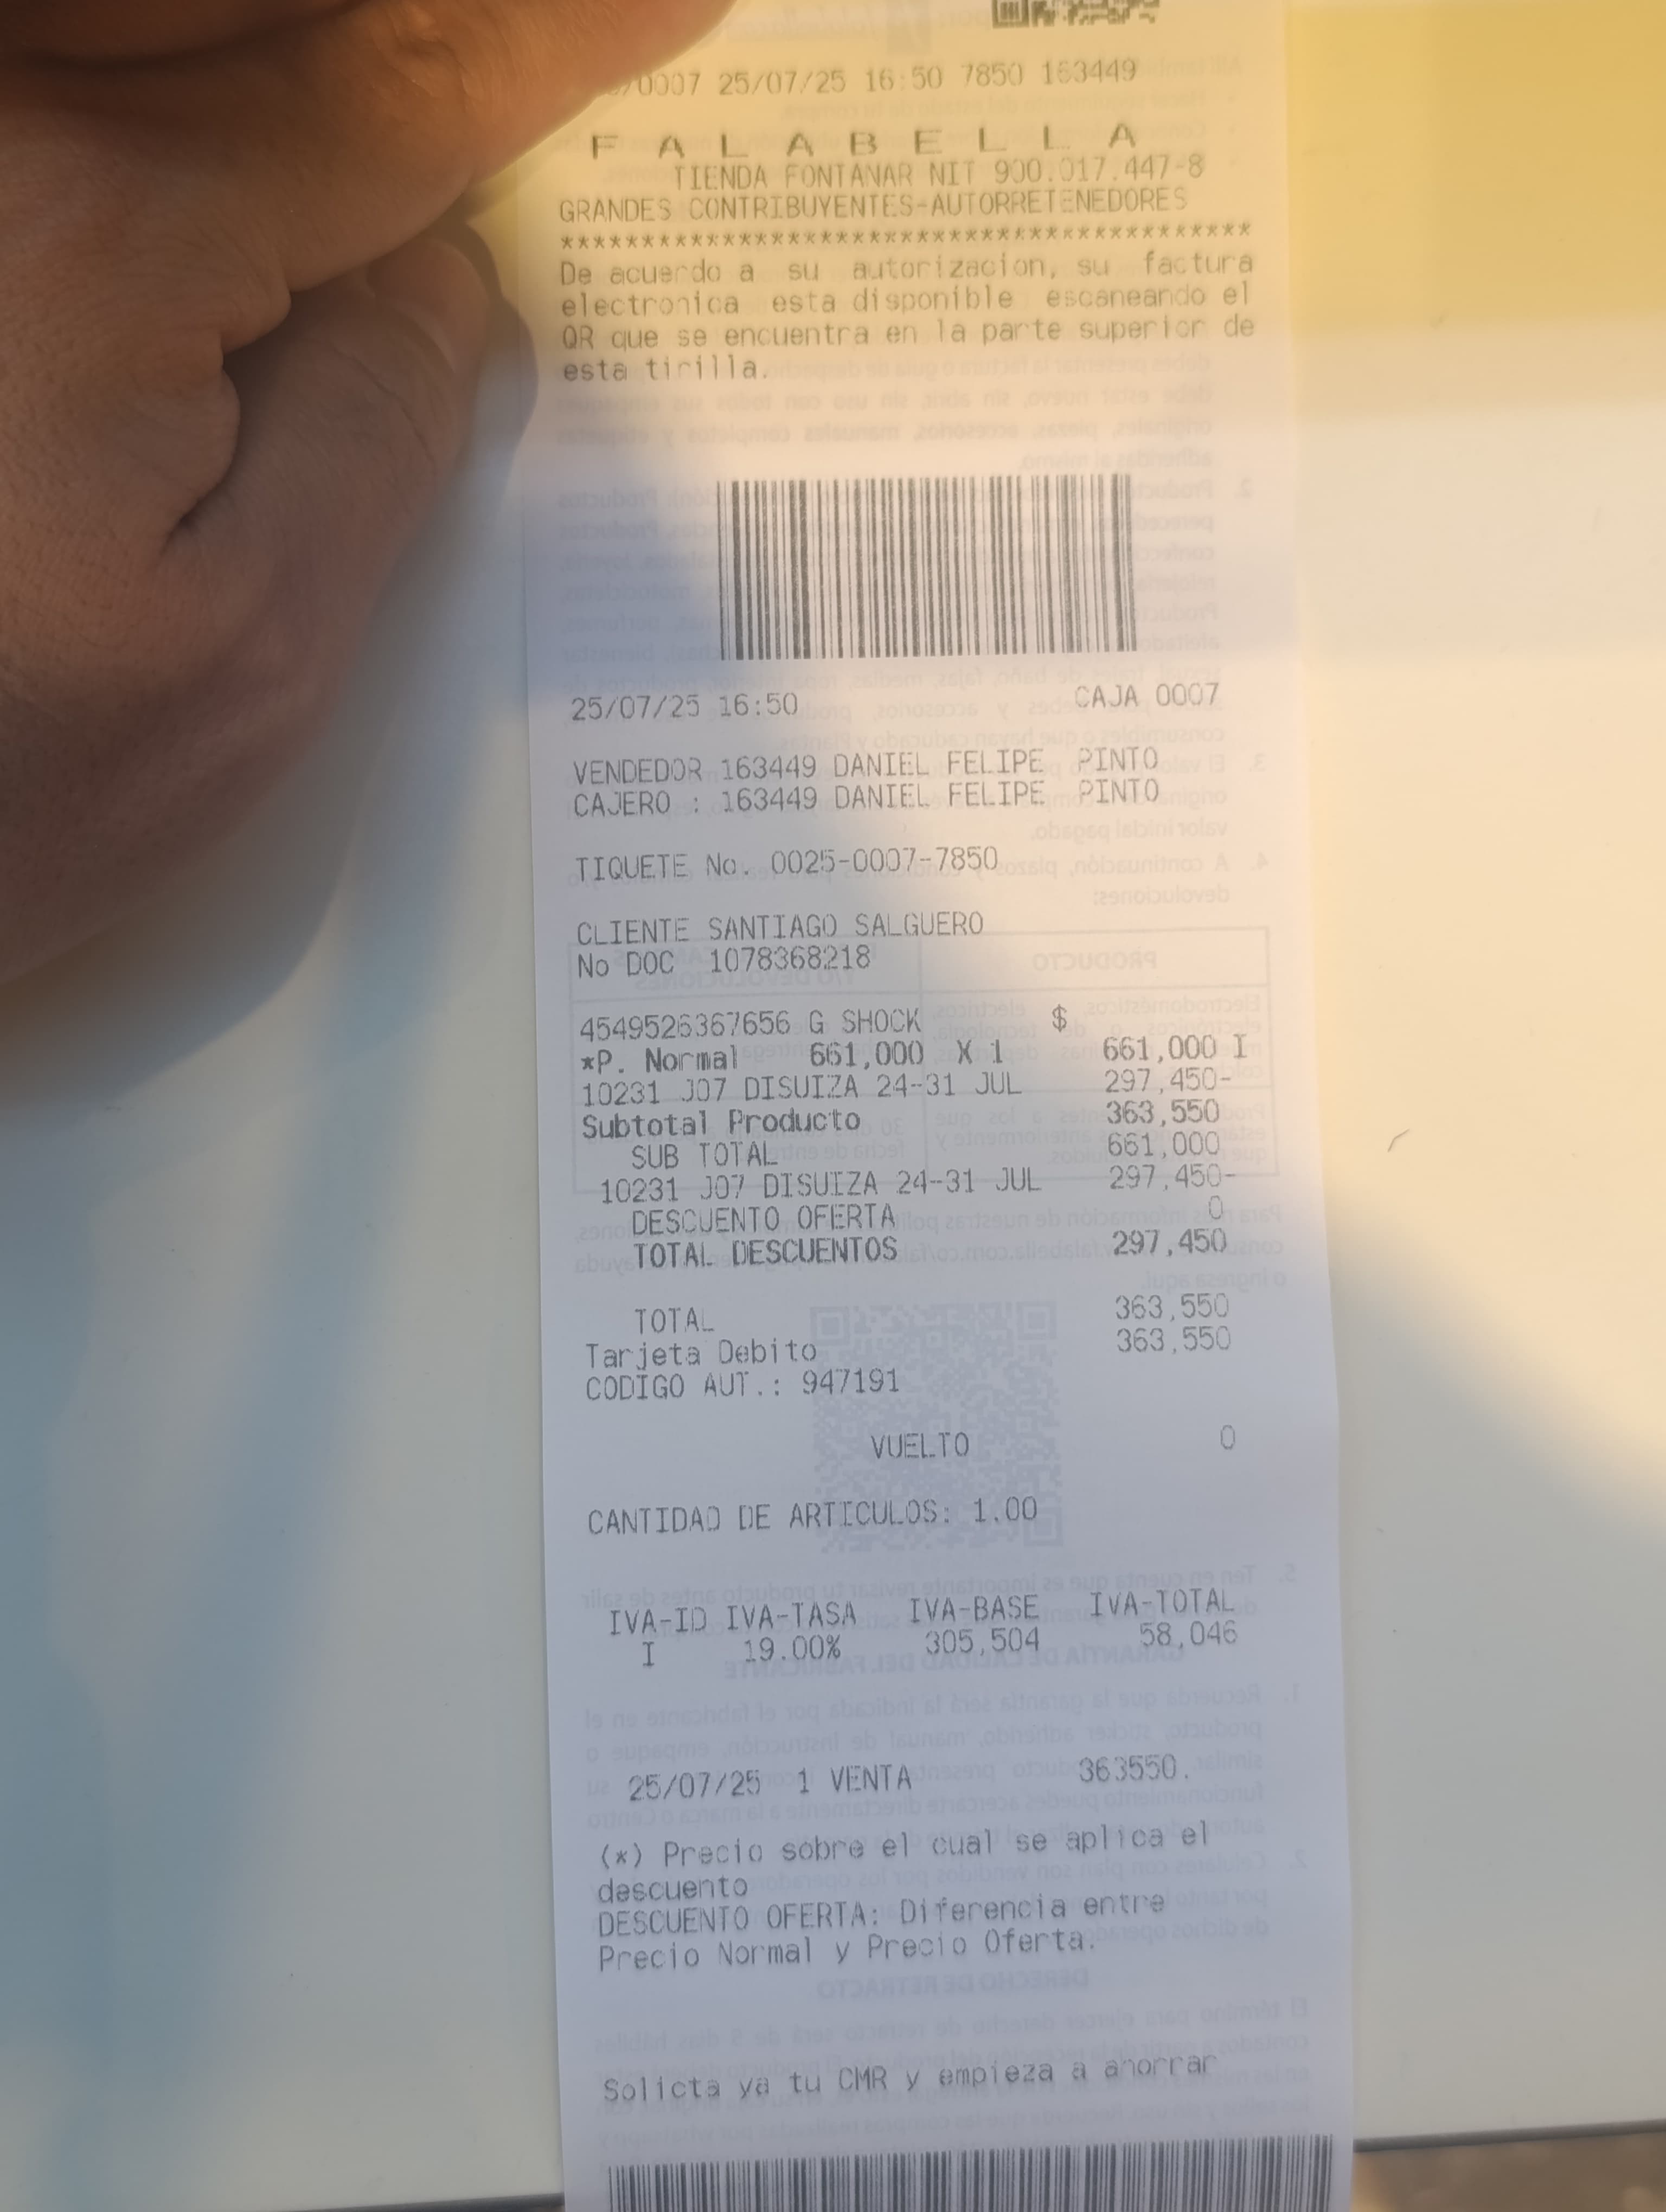 /0007 25/07/25 16:50 7850 163449
FALABELLA
TIENDA FONTANAR NIT 900.017.447-8
GRANDES CONTRIBUYENTES-AUTORRETENEDORES
*******************************************
De acuerdo a su autorizacion, su factura
electronica esta disponible escaneando el
QR que se encuentra en la parte superior de
esta tirilla.
25/07/25 16:50 CAJA 0007
VENDEDOR 163449 DANIEL FELIPE PINTO
CAJERO : 163449 DANIEL FELIPE PINTO
TIQUETE No. 0025-0007-7850
CLIENTE SANTIAGO SALGUERO
No DOC 1078368218
4549526367656 G SHOCK $
*P. Normal 661,000 X 1 661,000 I
10231 J07 DISUIZA 24-31 JUL 297,450-
Subtotal Producto 363,550
SUB TOTAL 661,000
10231 J07 DISUIZA 24-31 JUL 297,450-
DESCUENTO OFERTA 0
TOTAL DESCUENTOS 297,450
TOTAL 363,550
Tarjeta Debito 363,550
CODIGO AUT.: 947191
VUELTO 0
CANTIDAD DE ARTICULOS: 1.00
IVA-ID IVA-TASA IVA-BASE IVA-TOTAL
I 19.00% 305,504 58,046
25/07/25 1 VENTA 363550.
(*) Precio sobre el cual se aplica el
descuento
DESCUENTO OFERTA: Diferencia entre
Precio Normal y Precio Oferta.
Solicta ya tu CMR y empieza a ahorrar